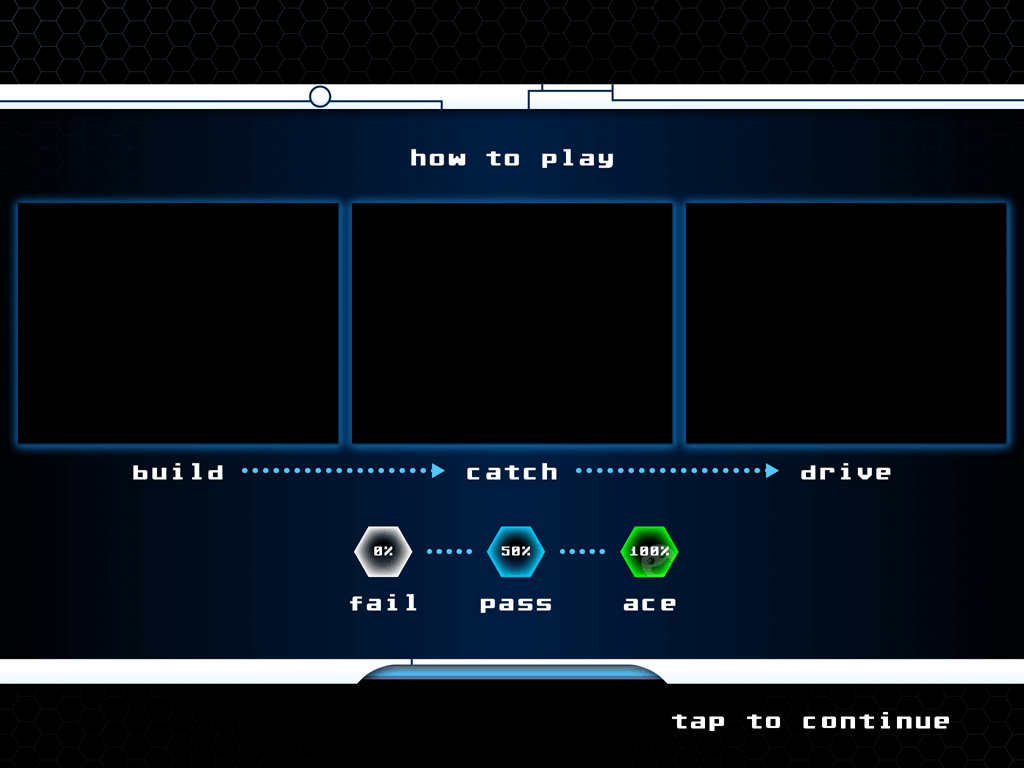 how to play
build catch drive
0% 50% 100%
fail pass ace
tap to continue